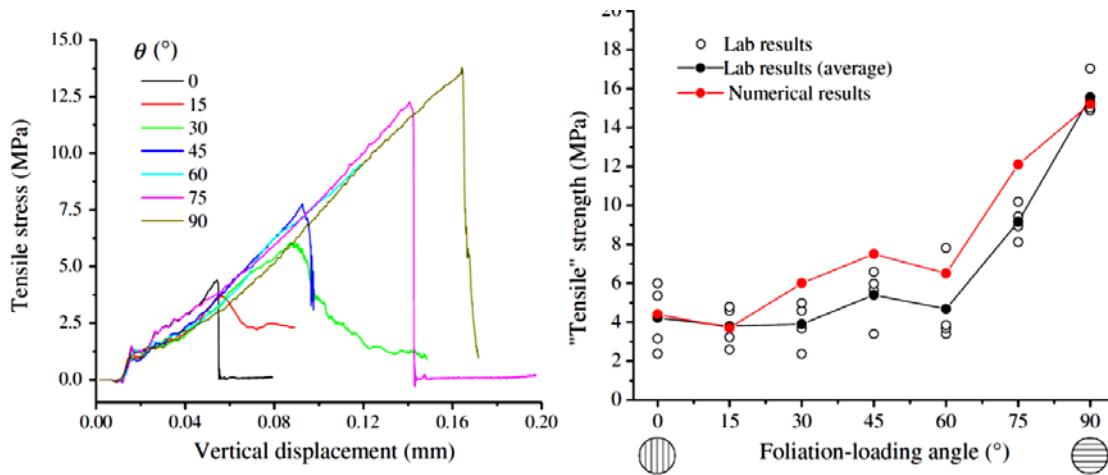 15.0
12.5
10.0
7.5
5.0
2.5
0.0
Tensile stress (MPa)
θ (°)
0
15
30
45
60
75
90
0.00 0.04 0.08 0.12 0.16 0.20
Vertical displacement (mm)
20
18
16
14
12
10
8
6
4
2
0
"Tensile" strength (MPa)
Lab results
Lab results (average)
Numerical results
0 15 30 45 60 75 90
Foliation-loading angle (°)